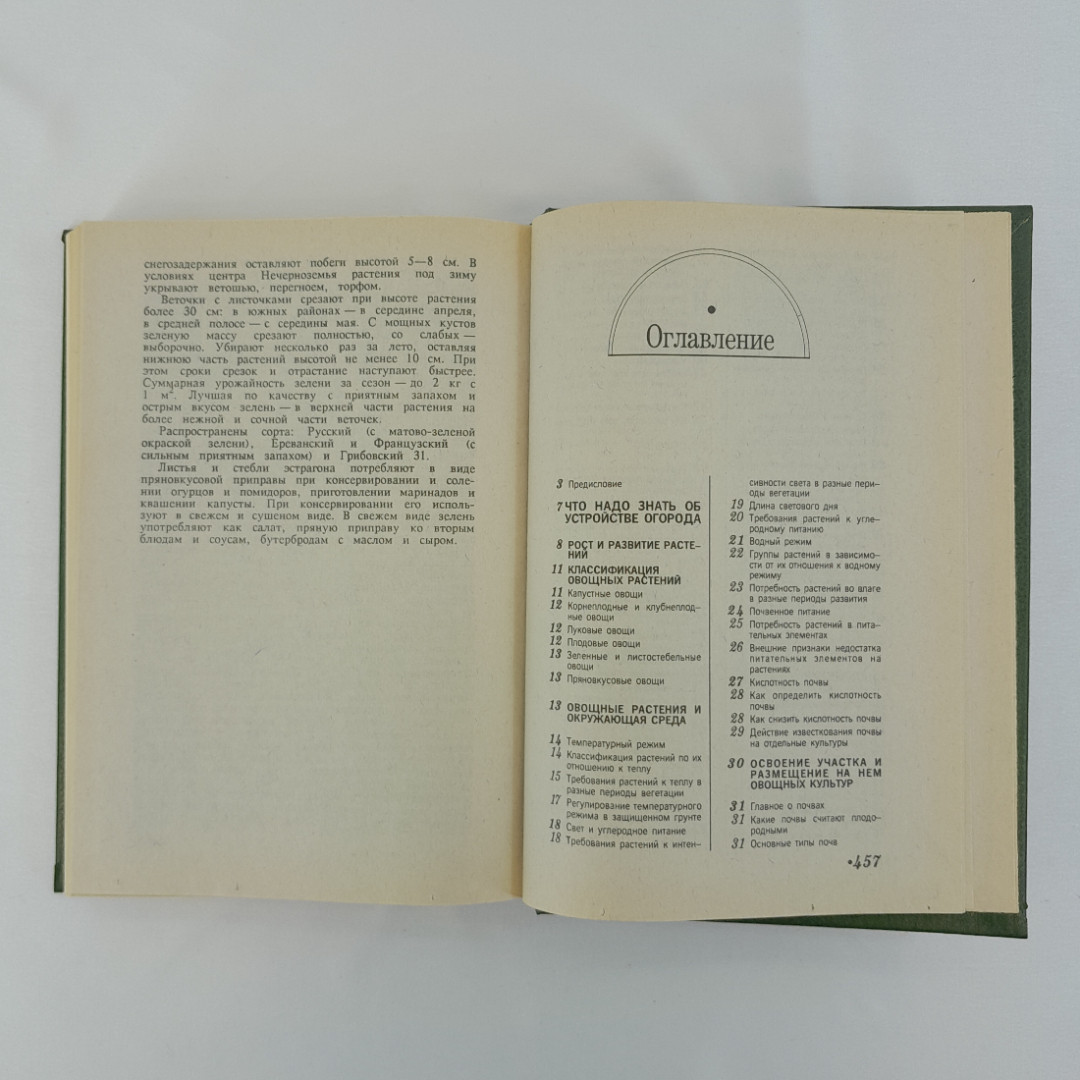 снегозадержания оставляют побеги высотой 5—8 см. В
условиях центра Нечерноземья растения под зиму
укрывают ветошью, перегноем, торфом.
Веточки с листочками срезают при высоте растения
более 30 см: в южных районах — в середине апреля,
в средней полосе — с середины мая. С мощных кустов
зеленую массу срезают полностью, со слабых —
выборочно. Убирают несколько раз за лето, оставляя
нижнюю часть растений высотой не менее 10 см. При
этом сроки срезок и отрастание наступают быстрее.
Суммарная урожайность зелени за сезон — до 2 кг с
1 м². Лучшая по качеству с приятным запахом и
острым вкусом зелень — в верхней части растения на
более нежной и сочной части веточек.
Распространены сорта: Русский (с матово-зеленой
окраской зелени), Ереванский и Французский (с
сильным приятным запахом) и Грибовский 31.
Листья и стебли эстрагона потребляют в виде
пряновкусовой приправы при консервировании и соле-
нии огурцов и помидоров, приготовлении маринадов и
квашении капусты. При консервировании его исполь-
зуют в свежем и сушеном виде. В свежем виде зелень
употребляют как салат, пряную приправу ко вторым
блюдам и соусам, бутербродам с маслом и сыром.
Оглавление
3 Предисловие
7 ЧТО НАДО ЗНАТЬ ОБ
УСТРОЙСТВЕ ОГОРОДА
8 РОСТ И РАЗВИТИЕ РАСТЕ-
НИЙ
11 КЛАССИФИКАЦИЯ
ОВОЩНЫХ РАСТЕНИЙ
11 Капустные овощи
12 Корнеплодные и клубнеплод-
ные овощи
12 Луковые овощи
12 Плодовые овощи
13 Зеленные и листостебельные
овощи
13 Пряновкусовые овощи
13 ОВОЩНЫЕ РАСТЕНИЯ И
ОКРУЖАЮЩАЯ СРЕДА
14 Температурный режим
14 Классификация растений по их
отношению к теплу
15 Требования растений к теплу в
разные периоды вегетации
17 Регулирование температурного
режима в защищенном грунте
18 Свет и углеродное питание
18 Требования растений к интен-
сивности света в разные пери-
оды вегетации
19 Длина светового дня
20 Требования растений к угле-
родному питанию
21 Водный режим
22 Группы растений в зависимо-
сти от их отношения к водному
режиму
23 Потребность растений во влаге
в разные периоды развития
24 Почвенное питание
25 Потребность растений в пита-
тельных элементах
26 Внешние признаки недостатка
питательных элементов на
растениях
27 Кислотность почвы
28 Как определить кислотность
почвы
28 Как снизить кислотность почвы
29 Действие известкования почвы
на отдельные культуры
30 ОСВОЕНИЕ УЧАСТКА И
РАЗМЕЩЕНИЕ НА НЕМ
ОВОЩНЫХ КУЛЬТУР
31 Главное о почвах
31 Какие почвы считают плодо-
родными
31 Основные типы почв
•457